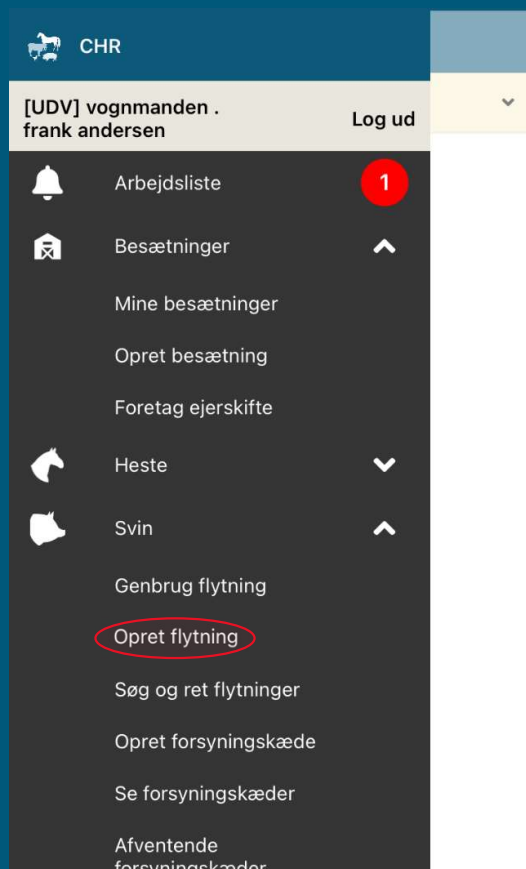 CHR
[UDV] vognmanden .
frank andersen
Log ud
Arbejdsliste
1
Besætninger
Mine besætninger
Opret besætning
Foretag ejerskifte
Heste
Svin
Genbrug flytning
Opret flytning
Søg og ret flytninger
Opret forsyningskæde
Se forsyningskæder
Afventende
forsyningskæder